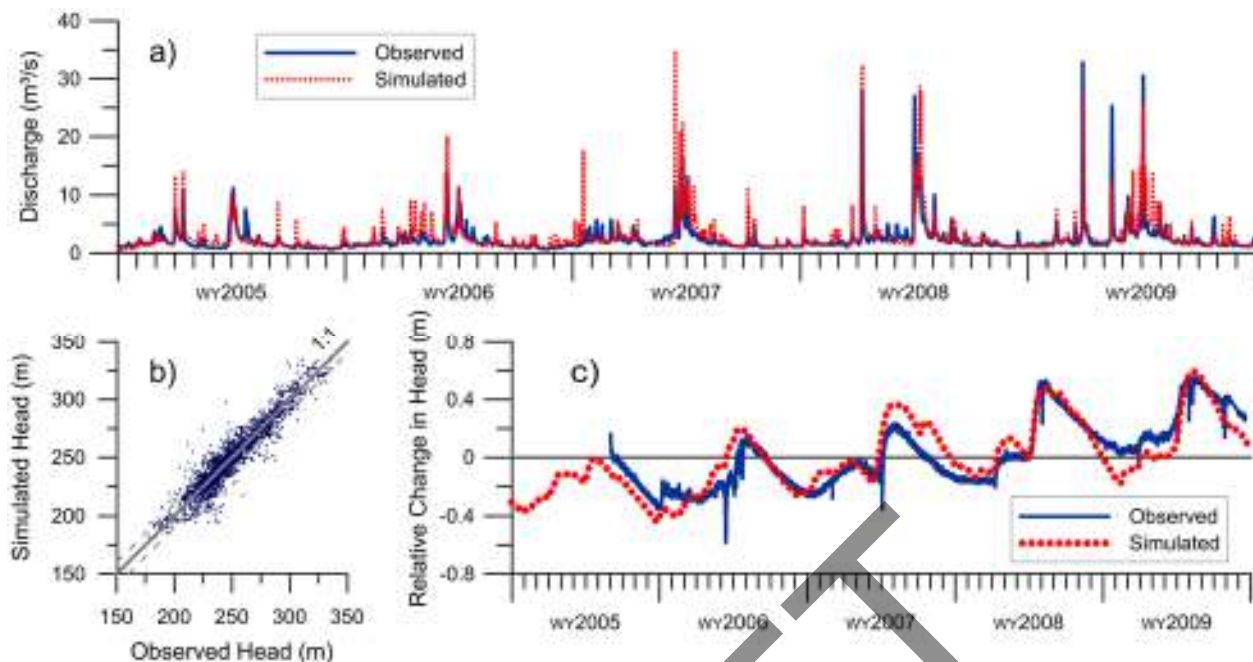 40
30
20
10
0
Discharge (m³/s)
a)
Observed
Simulated
WY2005 WY2006 WY2007 WY2008 WY2009
350
300
250
200
150
Simulated Head (m)
b)
1:1
150 200 250 300 350
Observed Head (m)
0.8
0.4
0
-0.4
-0.8
Relative Change in Head (m)
c)
Observed
Simulated
WY2005 WY2006 WY2007 WY2008 WY2009